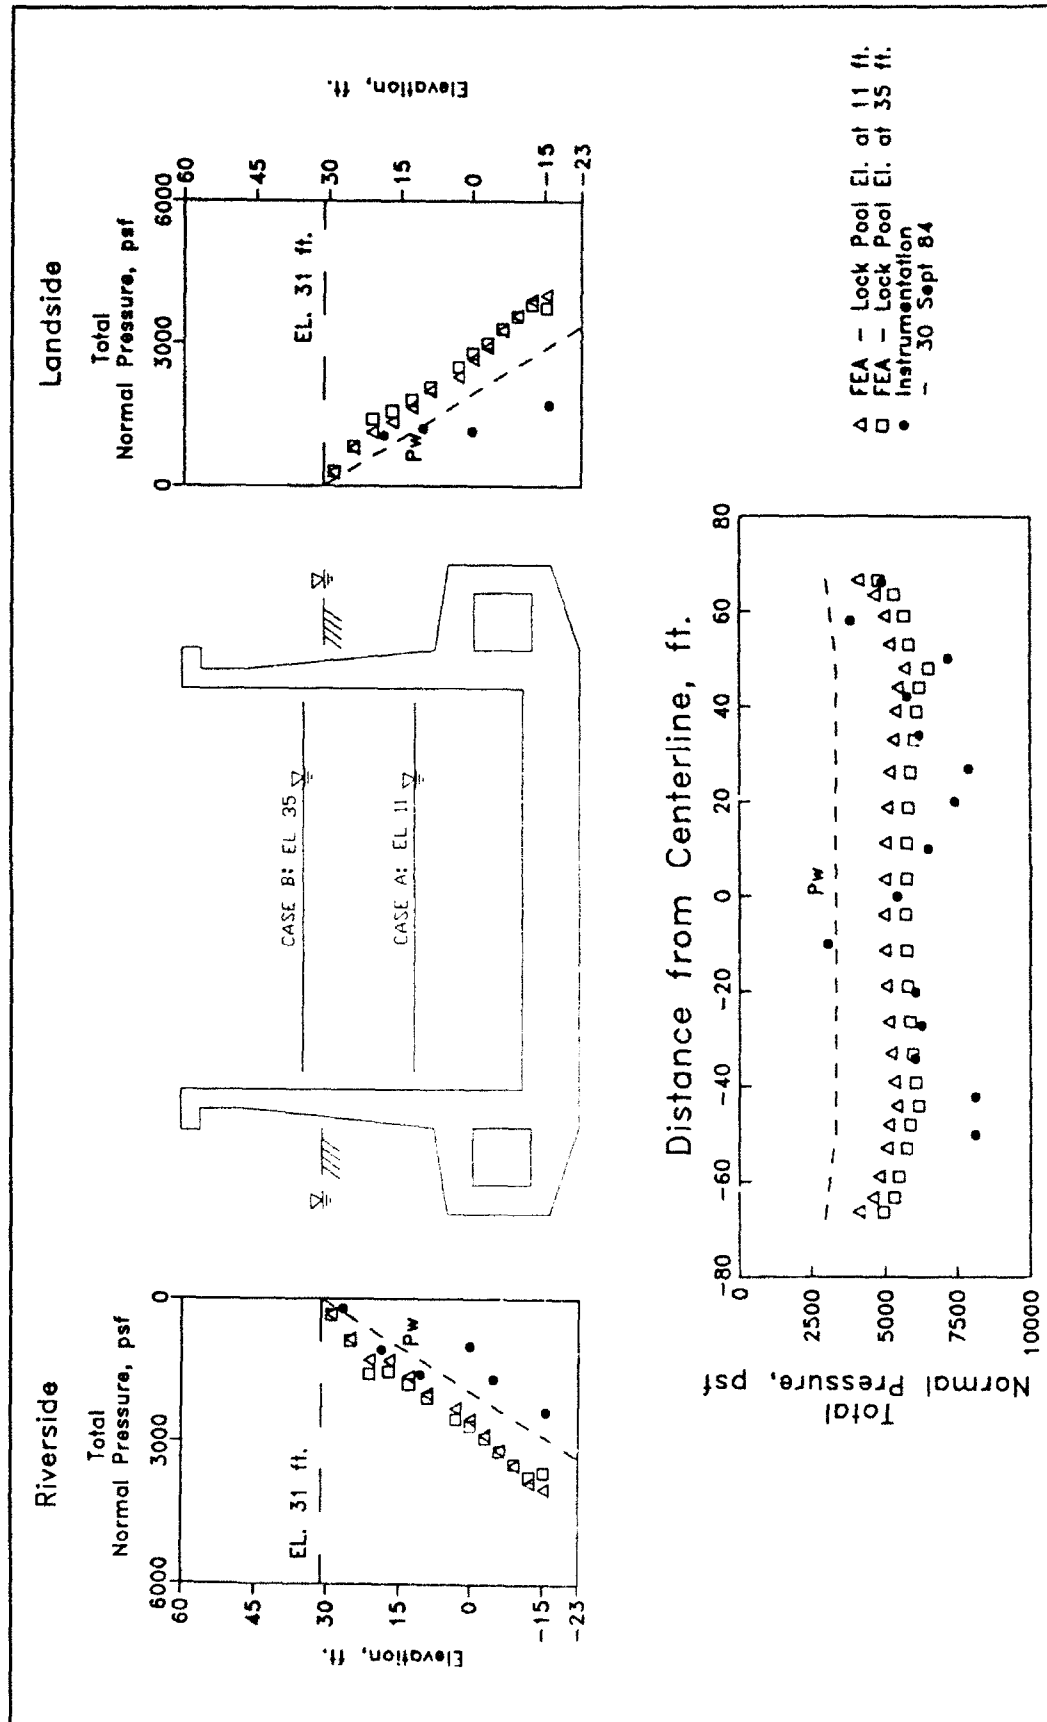 Riverside
Total
Normal Pressure, psf
6000
3000
0
60
45
30
15
0
-15
-23
Elevation, ft.
EL. 31 ft.
Pw
CASE B: EL 35
CASE A: EL 11
Landside
Total
Normal Pressure, psf
0
3000
6000
60
45
30
15
0
-15
-23
Elevation, ft.
EL. 31 ft.
Pw
Distance from Centerline, ft.
-80
-60
-40
-20
0
20
40
60
80
0
2500
5000
7500
10000
Total
Normal Pressure, psf
Pw
△ FEA - Lock Pool El. at 11 ft.
□ FEA - Lock Pool El. at 35 ft.
• Instrumentation
- 30 Sept 84